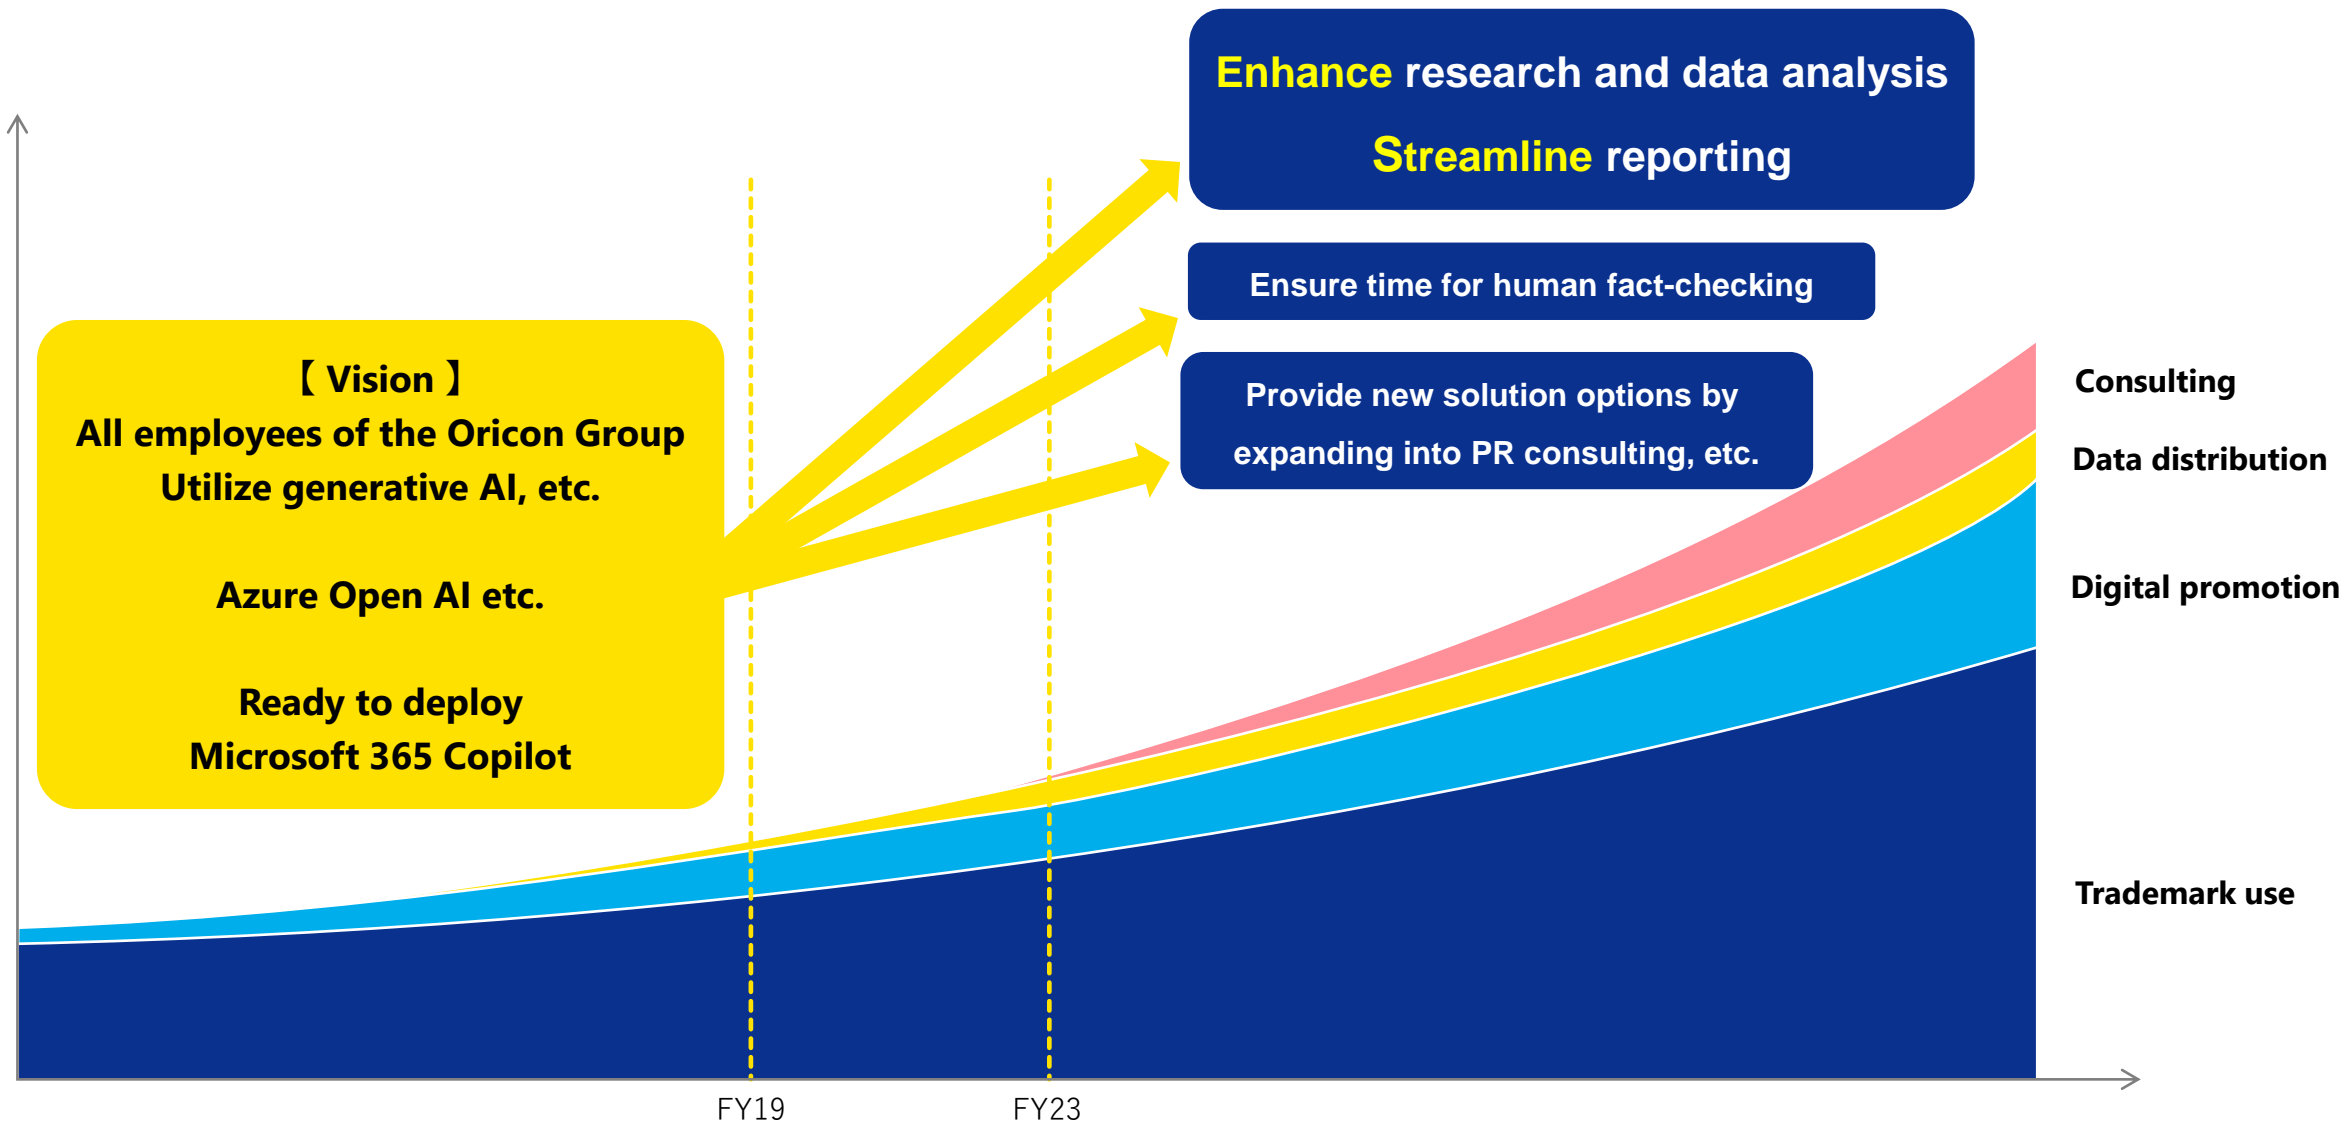 Enhance research and data analysis
Streamline reporting
Ensure time for human fact-checking
Provide new solution options by
expanding into PR consulting, etc.
【 Vision 】
All employees of the Oricon Group
Utilize generative AI, etc.
Azure Open AI etc.
Ready to deploy
Microsoft 365 Copilot
Consulting
Data distribution
Digital promotion
Trademark use
FY19
FY23